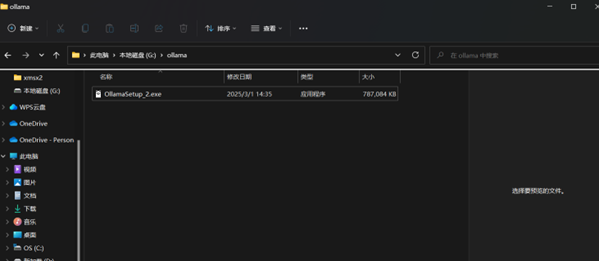 ollama
新建
排序
查看
此电脑 > 本地磁盘 (G:) > ollama
在 ollama 中搜索
名称 修改日期 类型 大小
xmsx2
本地磁盘 (G:)
OllamaSetup_2.exe 2025/3/1 14:35 应用程序 787,084 KB
WPS云盘
OneDrive
OneDrive - Person
此电脑
视频
图片
文档
下载
音乐
桌面
OS (C:)
选择要预览的文件。